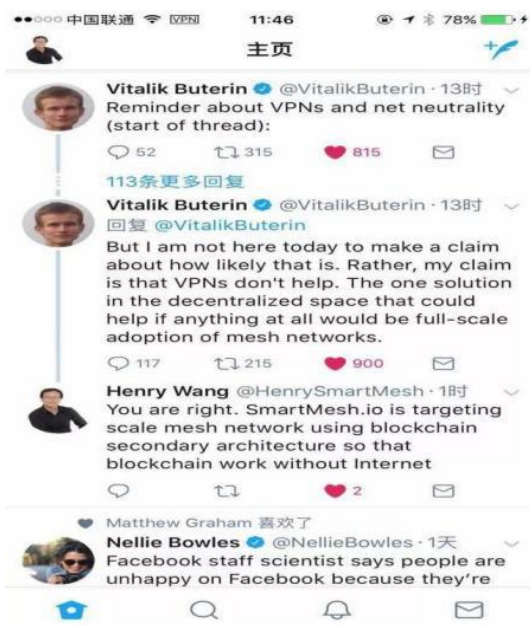 中国联通 VPN 11:46 78%
主页
Vitalik Buterin @VitalikButerin · 13时
Reminder about VPNs and net neutrality
(start of thread):
52 315 815
113条更多回复
Vitalik Buterin @VitalikButerin · 13时
回复 @VitalikButerin
But I am not here today to make a claim
about how likely that is. Rather, my claim
is that VPNs don't help. The one solution
in the decentralized space that could
help if anything at all would be full-scale
adoption of mesh networks.
117 215 900
Henry Wang @HenrySmartMesh · 1时
You are right. SmartMesh.io is targeting
scale mesh network using blockchain
secondary architecture so that
blockchain work without Internet
2
Matthew Graham 喜欢了
Nellie Bowles @NellieBowles · 1天
Facebook staff scientist says people are
unhappy on Facebook because they're